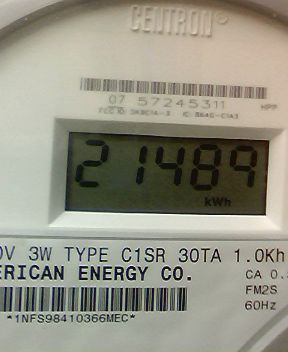 CENTRON
07 57245311 HPP
21489
kWh
0V 3W TYPE C1SR 30TA 1.0Kh
ERICAN ENERGY CO.
CA 0.
FM2S
60Hz
*1NFS98410366MEC*